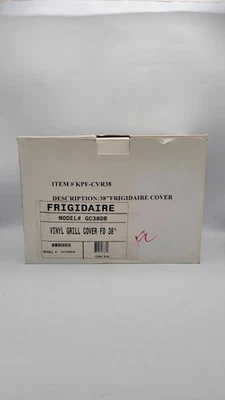 ITEM # KPF-CVR38
DESCRIPTION:38"FRIGIDAIRE COVER
FRIGIDAIRE
MODEL# GC38DB
VINYL GRILL COVER FD 38'